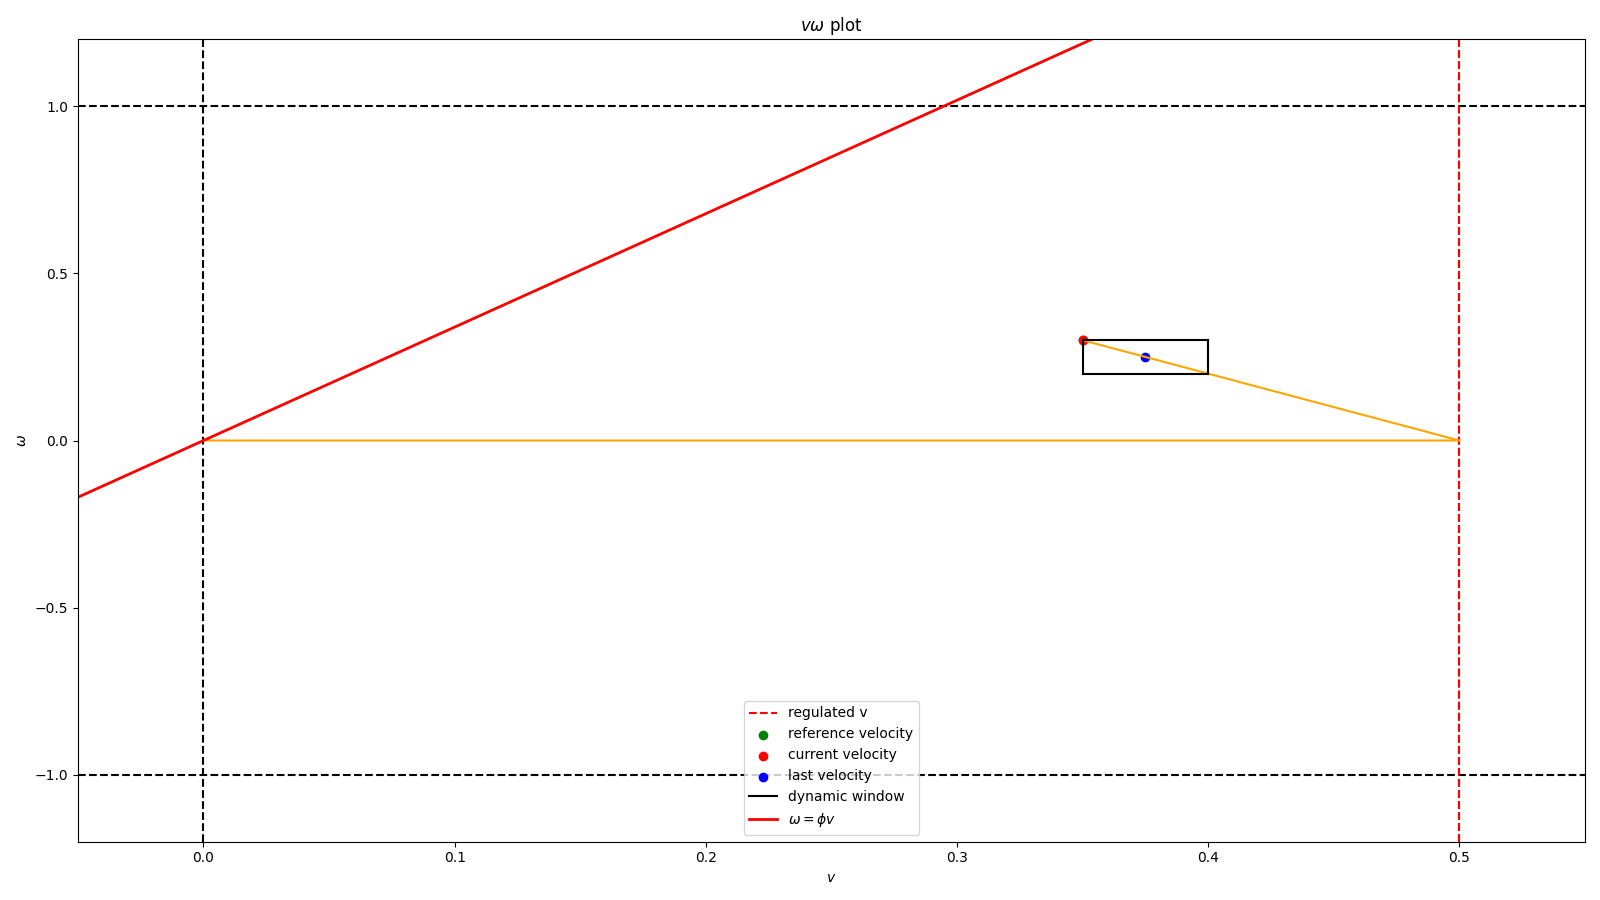 vω plot
1.0
0.5
0.0
−0.5
−1.0
ω
0.0 0.1 0.2 0.3 0.4 0.5
v
regulated v
reference velocity
current velocity
last velocity
dynamic window
ω = ϕv